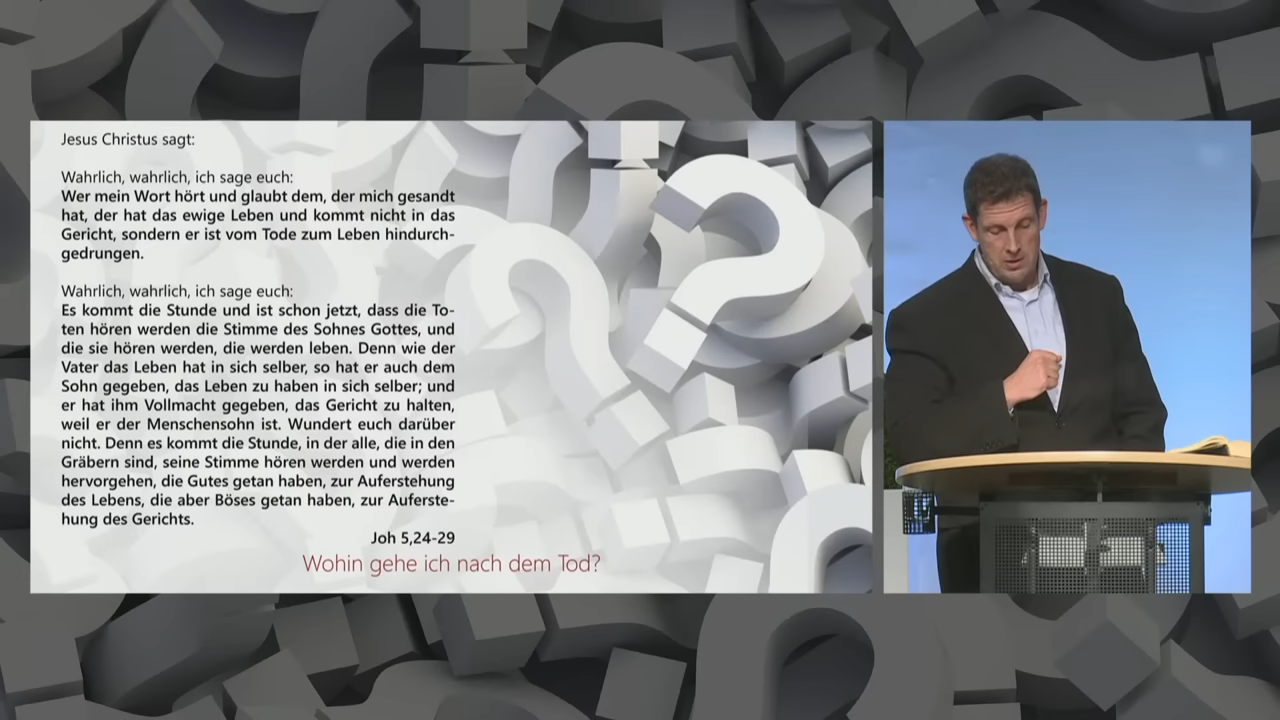 Jesus Christus sagt:
Wahrlich, wahrlich, ich sage euch:
Wer mein Wort hört und glaubt dem, der mich gesandt
hat, der hat das ewige Leben und kommt nicht in das
Gericht, sondern er ist vom Tode zum Leben hindurch-
gedrungen.
Wahrlich, wahrlich, ich sage euch:
Es kommt die Stunde und ist schon jetzt, dass die To-
ten hören werden die Stimme des Sohnes Gottes, und
die sie hören werden, die werden leben. Denn wie der
Vater das Leben hat in sich selber, so hat er auch dem
Sohn gegeben, das Leben zu haben in sich selber; und
er hat ihm Vollmacht gegeben, das Gericht zu halten,
weil er der Menschensohn ist. Wundert euch darüber
nicht. Denn es kommt die Stunde, in der alle, die in den
Gräbern sind, seine Stimme hören werden und werden
hervorgehen, die Gutes getan haben, zur Auferstehung
des Lebens, die aber Böses getan haben, zur Auferste-
hung des Gerichts.
Joh 5,24-29
Wohin gehe ich nach dem Tod?